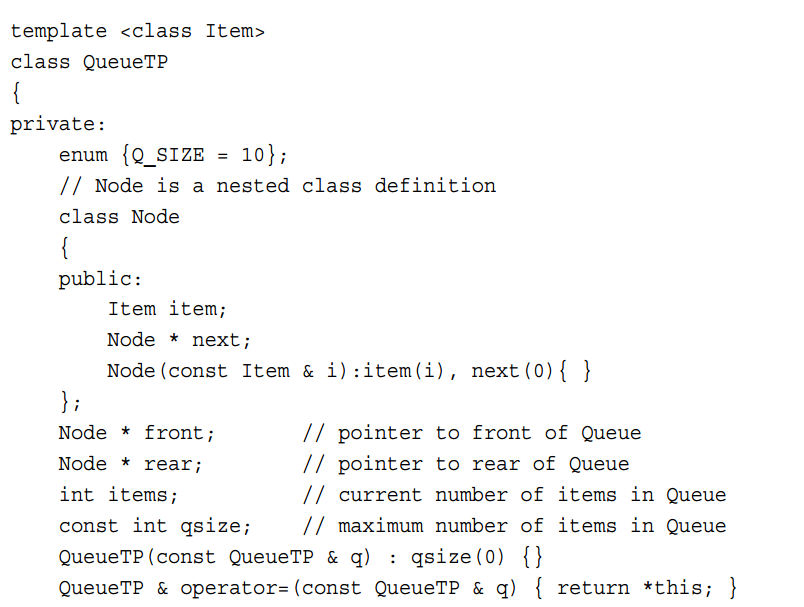 template <class Item>
class QueueTP
{
private:
    enum {Q_SIZE = 10};
    // Node is a nested class definition
    class Node
    {
    public:
        Item item;
        Node * next;
        Node(const Item & i):item(i), next(0){ }
    };
    Node * front;       // pointer to front of Queue
    Node * rear;        // pointer to rear of Queue
    int items;          // current number of items in Queue
    const int qsize;    // maximum number of items in Queue
    QueueTP(const QueueTP & q) : qsize(0) {}
    QueueTP & operator=(const QueueTP & q) { return *this; }